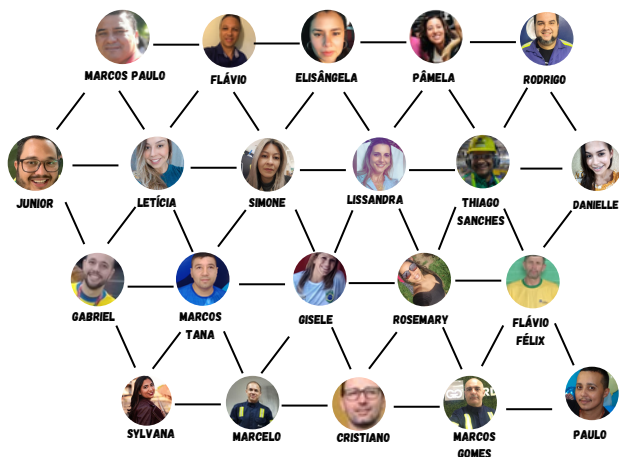 MARCOS PAULO
FLÁVIO
ELISÂNGELA
PÂMELA
RODRIGO
JUNIOR
LETÍCIA
SIMONE
LISSANDRA
THIAGO
SANCHES
DANIELLE
GABRIEL
MARCOS
TANA
GISELE
ROSEMARY
FLÁVIO
FÉLIX
SYLVANA
MARCELO
CRISTIANO
MARCOS
GOMES
PAULO